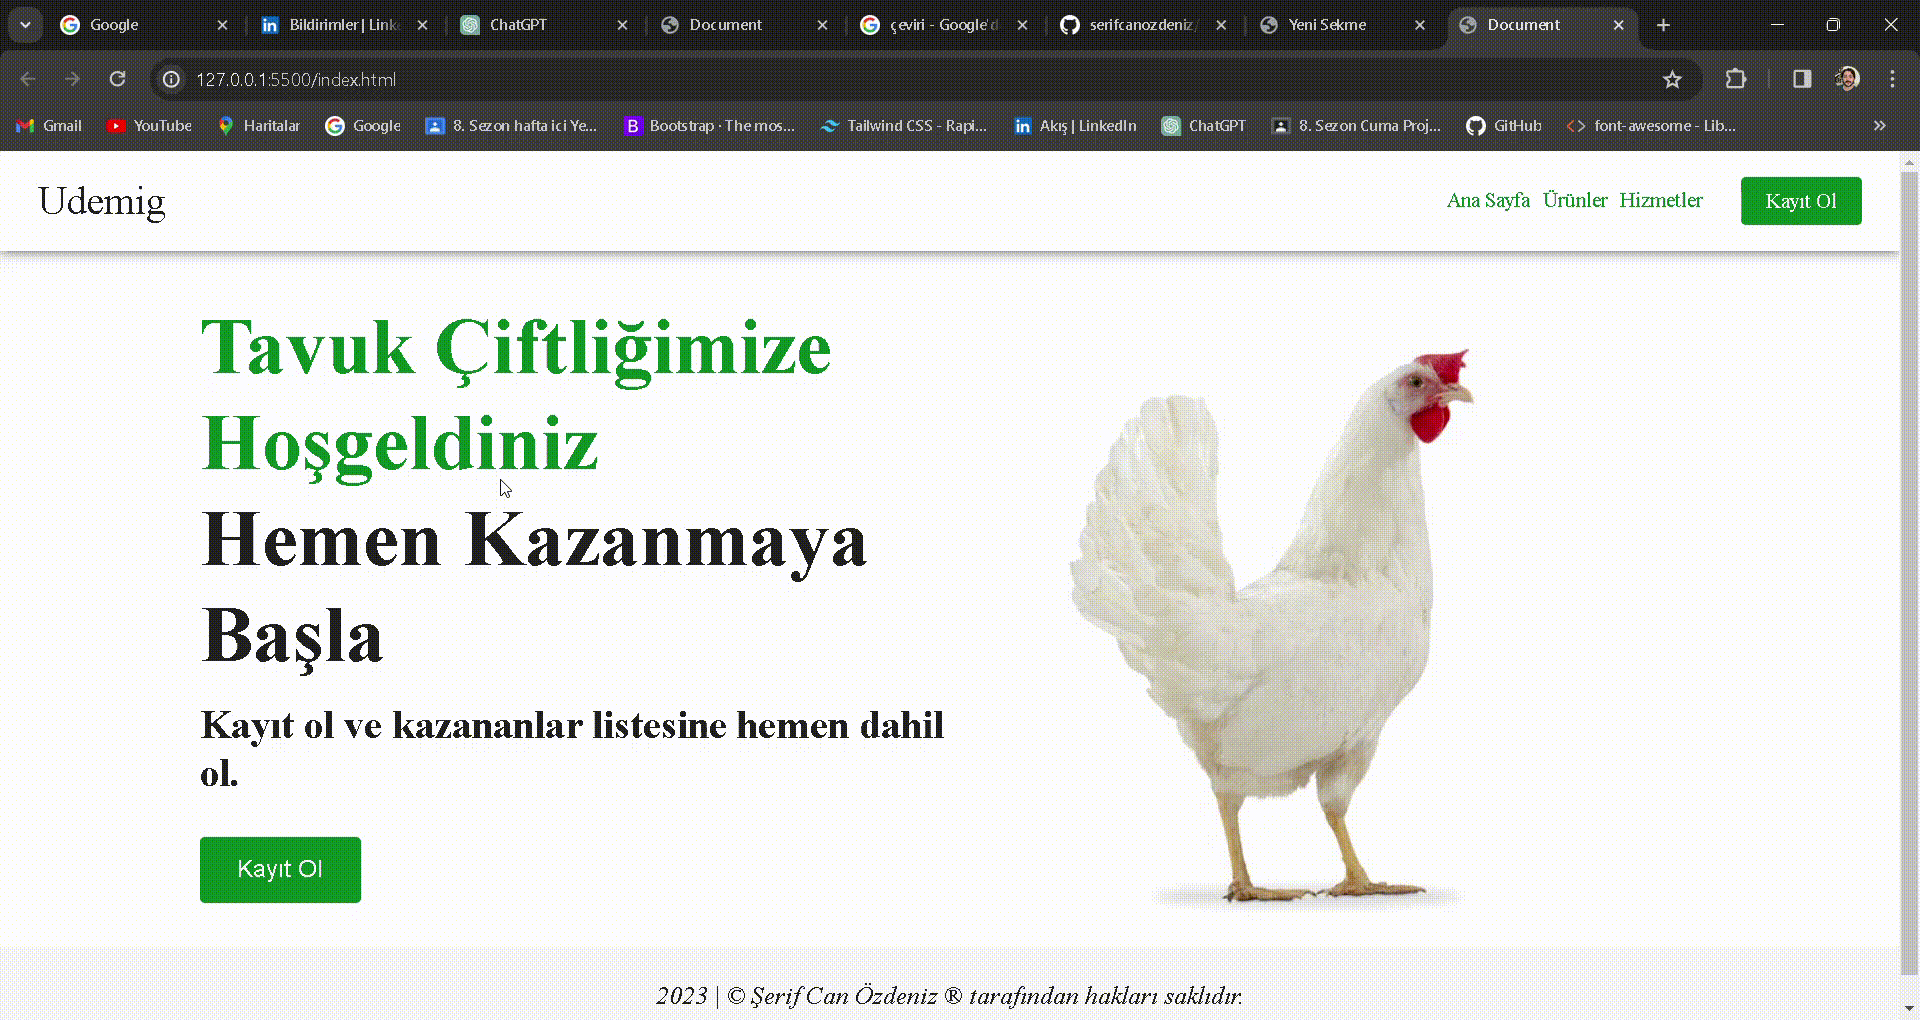 Google
Bildirimler | Link
ChatGPT
Document
çeviri - Google'd
serifcanozdeniz/
Yeni Sekme
Document
127.0.0.1:5500/index.html
Gmail
YouTube
Haritalar
Google
8. Sezon hafta ici Ye...
Bootstrap · The mos...
Tailwind CSS - Rapi...
Akış | LinkedIn
ChatGPT
8. Sezon Cuma Proj...
GitHub
font-awesome - Lib...
Udemig
Ana Sayfa Ürünler Hizmetler
Kayıt Ol
Tavuk Çiftliğimize
Hoşgeldiniz
Hemen Kazanmaya
Başla
Kayıt ol ve kazananlar listesine hemen dahil
ol.
Kayıt Ol
2023 | © Şerif Can Özdeniz ® tarafından hakları saklıdır.